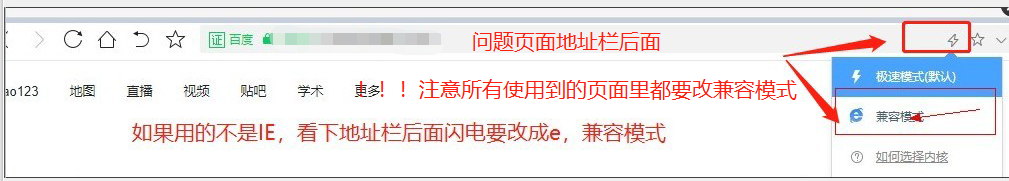 证 百度 问题页面地址栏后面
极速模式(默认)
ao123 地图 直播 视频 贴吧 学术 更多 ！！注意所有使用到的页面里都要改兼容模式
兼容模式
如果用的不是IE，看下地址栏后面闪电要改成e，兼容模式
如何选择内核